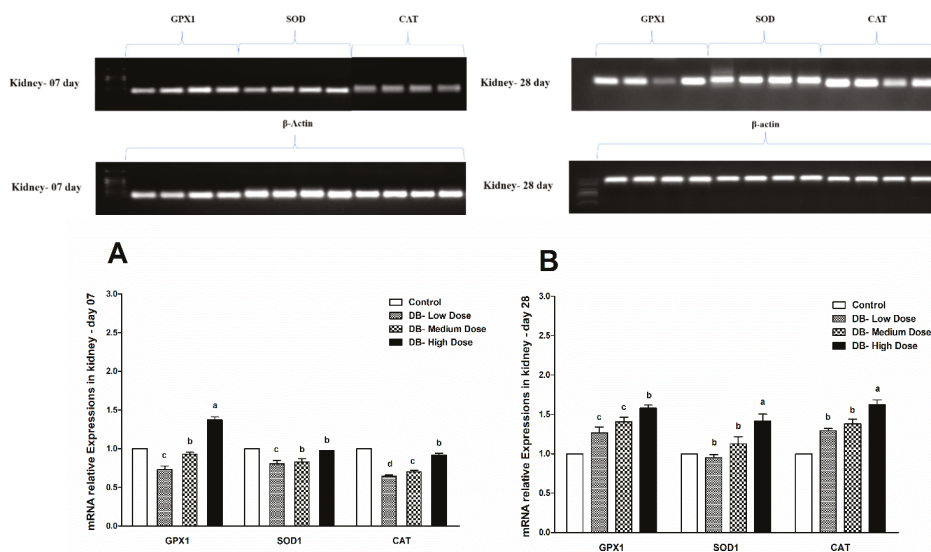 GPX1 SOD CAT
Kidney- 07 day
β-Actin
Kidney- 07 day
GPX1 SOD CAT
Kidney- 28 day
β-actin
Kidney- 28 day
A
mRNA relative Expressions in kidney - day 07
3.0
2.5
2.0
1.5
1.0
0.5
0.0
Control
DB- Low Dose
DB- Medium Dose
DB- High Dose
c b a
c b b
d c b
GPX1 SOD1 CAT
B
mRNA relative Expressions in kidney - day 28
3.0
2.5
2.0
1.5
1.0
0.5
0.0
Control
DB- Low Dose
DB- Medium Dose
DB- High Dose
c c b
b b a
b b a
GPX1 SOD1 CAT